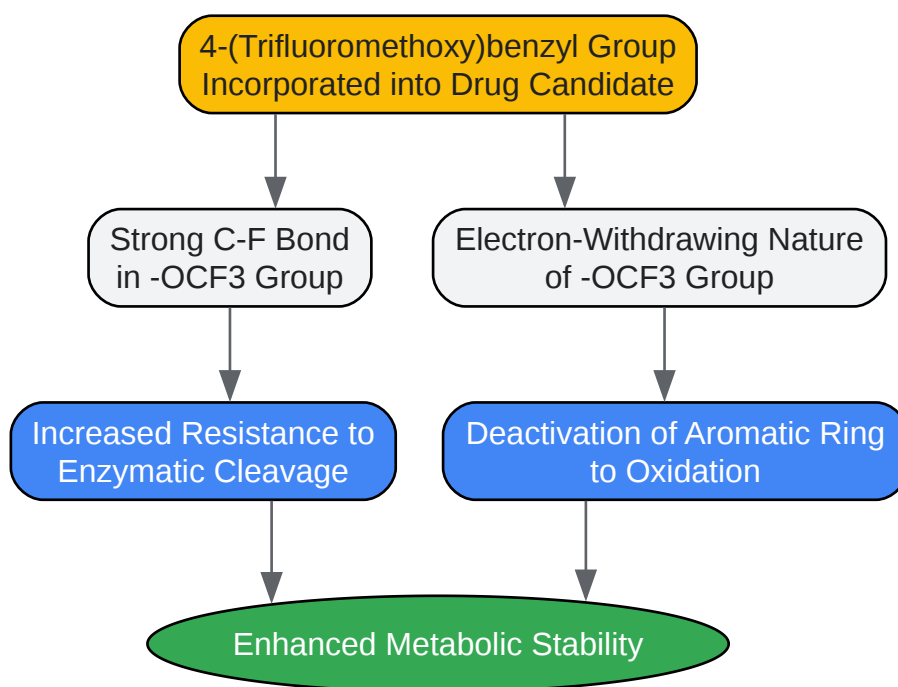 4-(Trifluoromethoxy)benzyl Group
Incorporated into Drug Candidate
Strong C-F Bond
in -OCF3 Group
Electron-Withdrawing Nature
of -OCF3 Group
Increased Resistance to
Enzymatic Cleavage
Deactivation of Aromatic Ring
to Oxidation
Enhanced Metabolic Stability